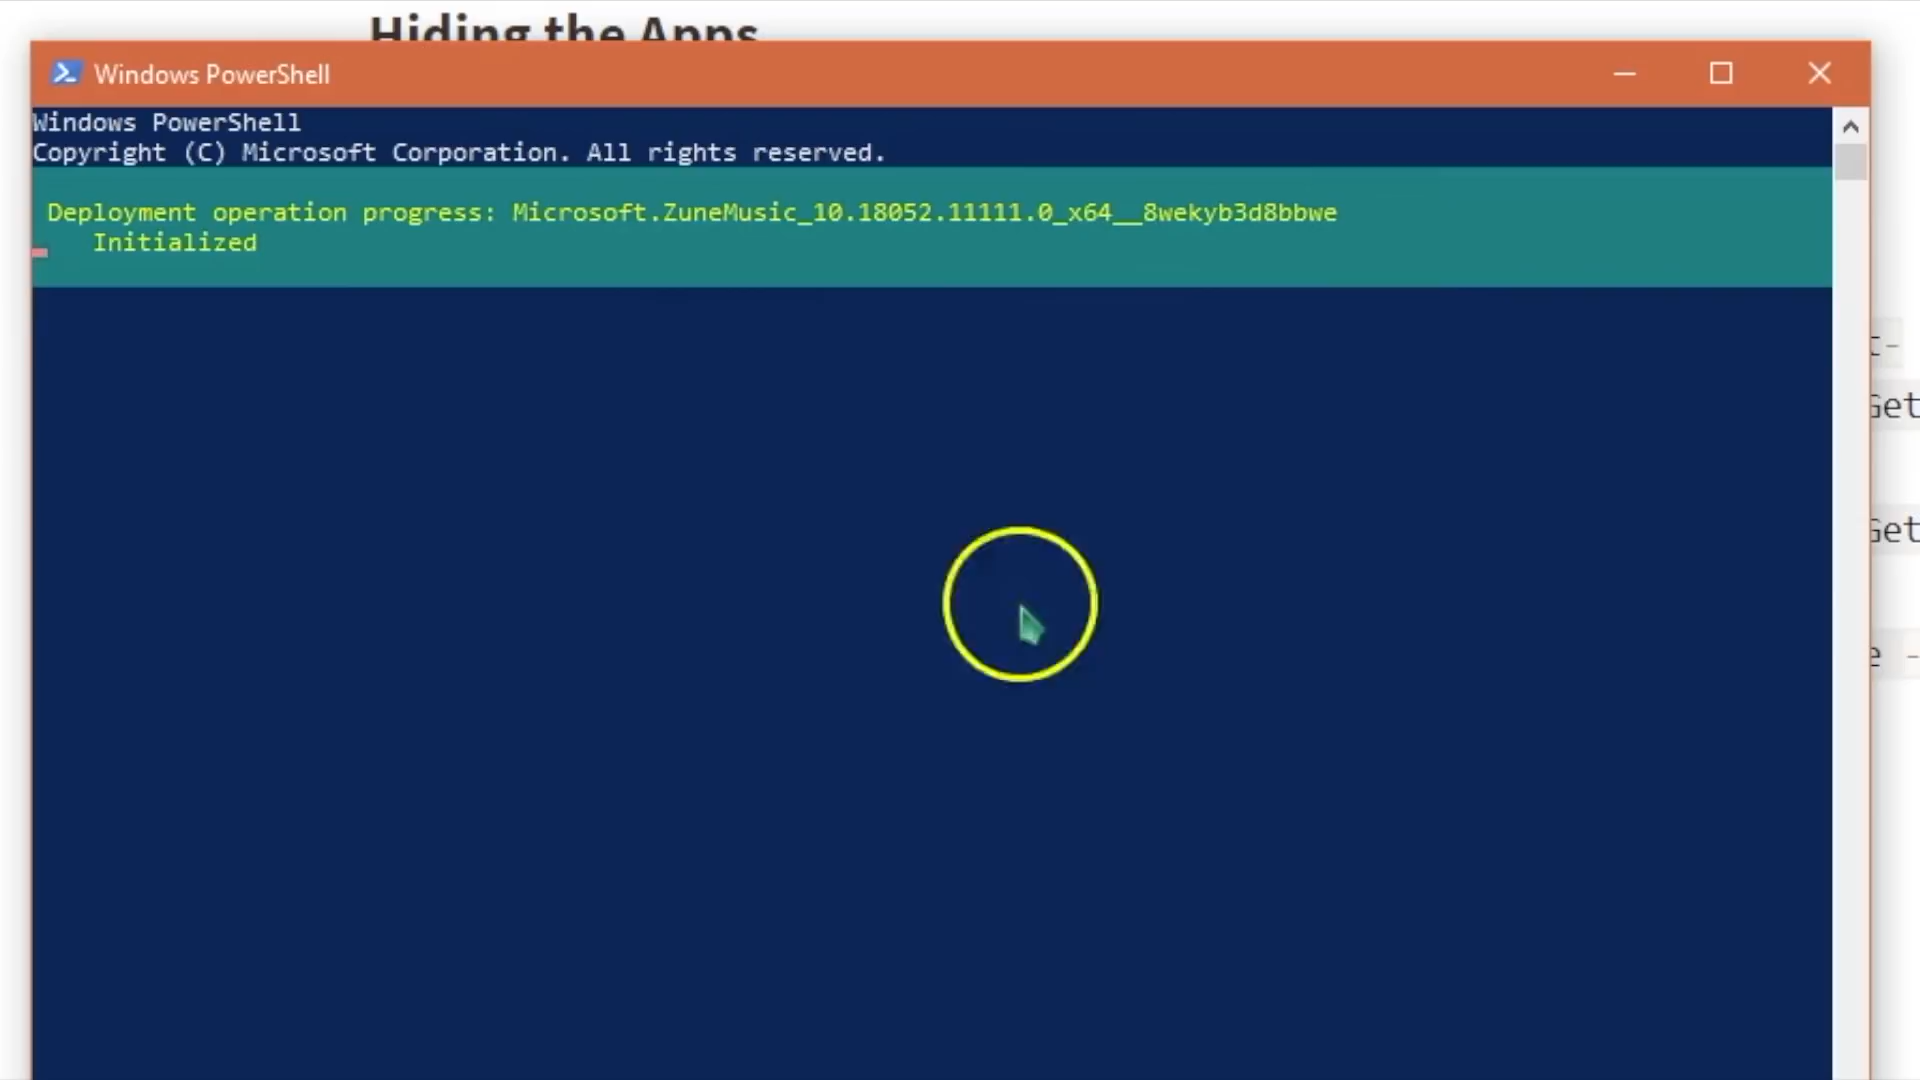 Hiding the Apps
Windows PowerShell
Windows PowerShell
Copyright (C) Microsoft Corporation. All rights reserved.
Deployment operation progress: Microsoft.ZuneMusic_10.18052.11111.0_x64__8wekyb3d8bbwe
Initialized
t-
Get
Get
e -